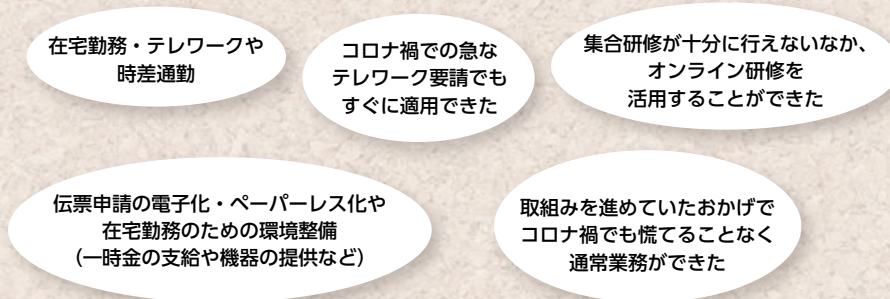 在宅勤務・テレワークや
時差通勤
コロナ禍での急な
テレワーク要請でも
すぐに適用できた
集合研修が十分に行えないなか、
オンライン研修を
活用することができた
伝票申請の電子化・ペーパーレス化や
在宅勤務のための環境整備
（一時金の支給や機器の提供など）
取組みを進めていたおかげで
コロナ禍でも慌てることなく
通常業務ができた